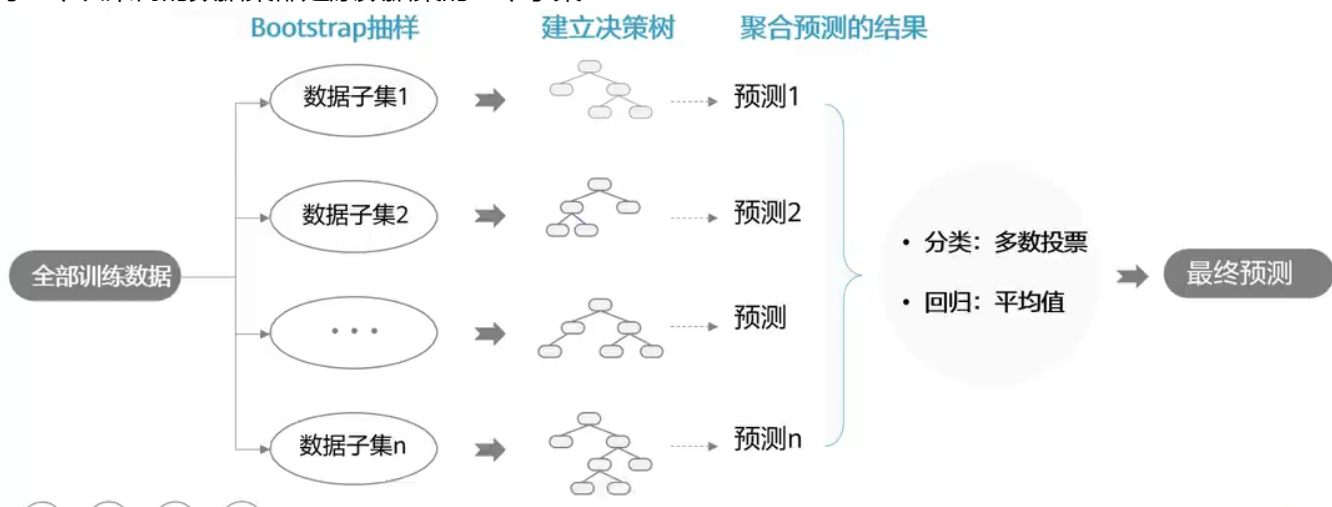 Bootstrap抽样
建立决策树
聚合预测的结果
数据子集1
预测1
数据子集2
预测2
• 分类：多数投票
全部训练数据
最终预测
• 回归：平均值
• • •
预测
数据子集n
预测n